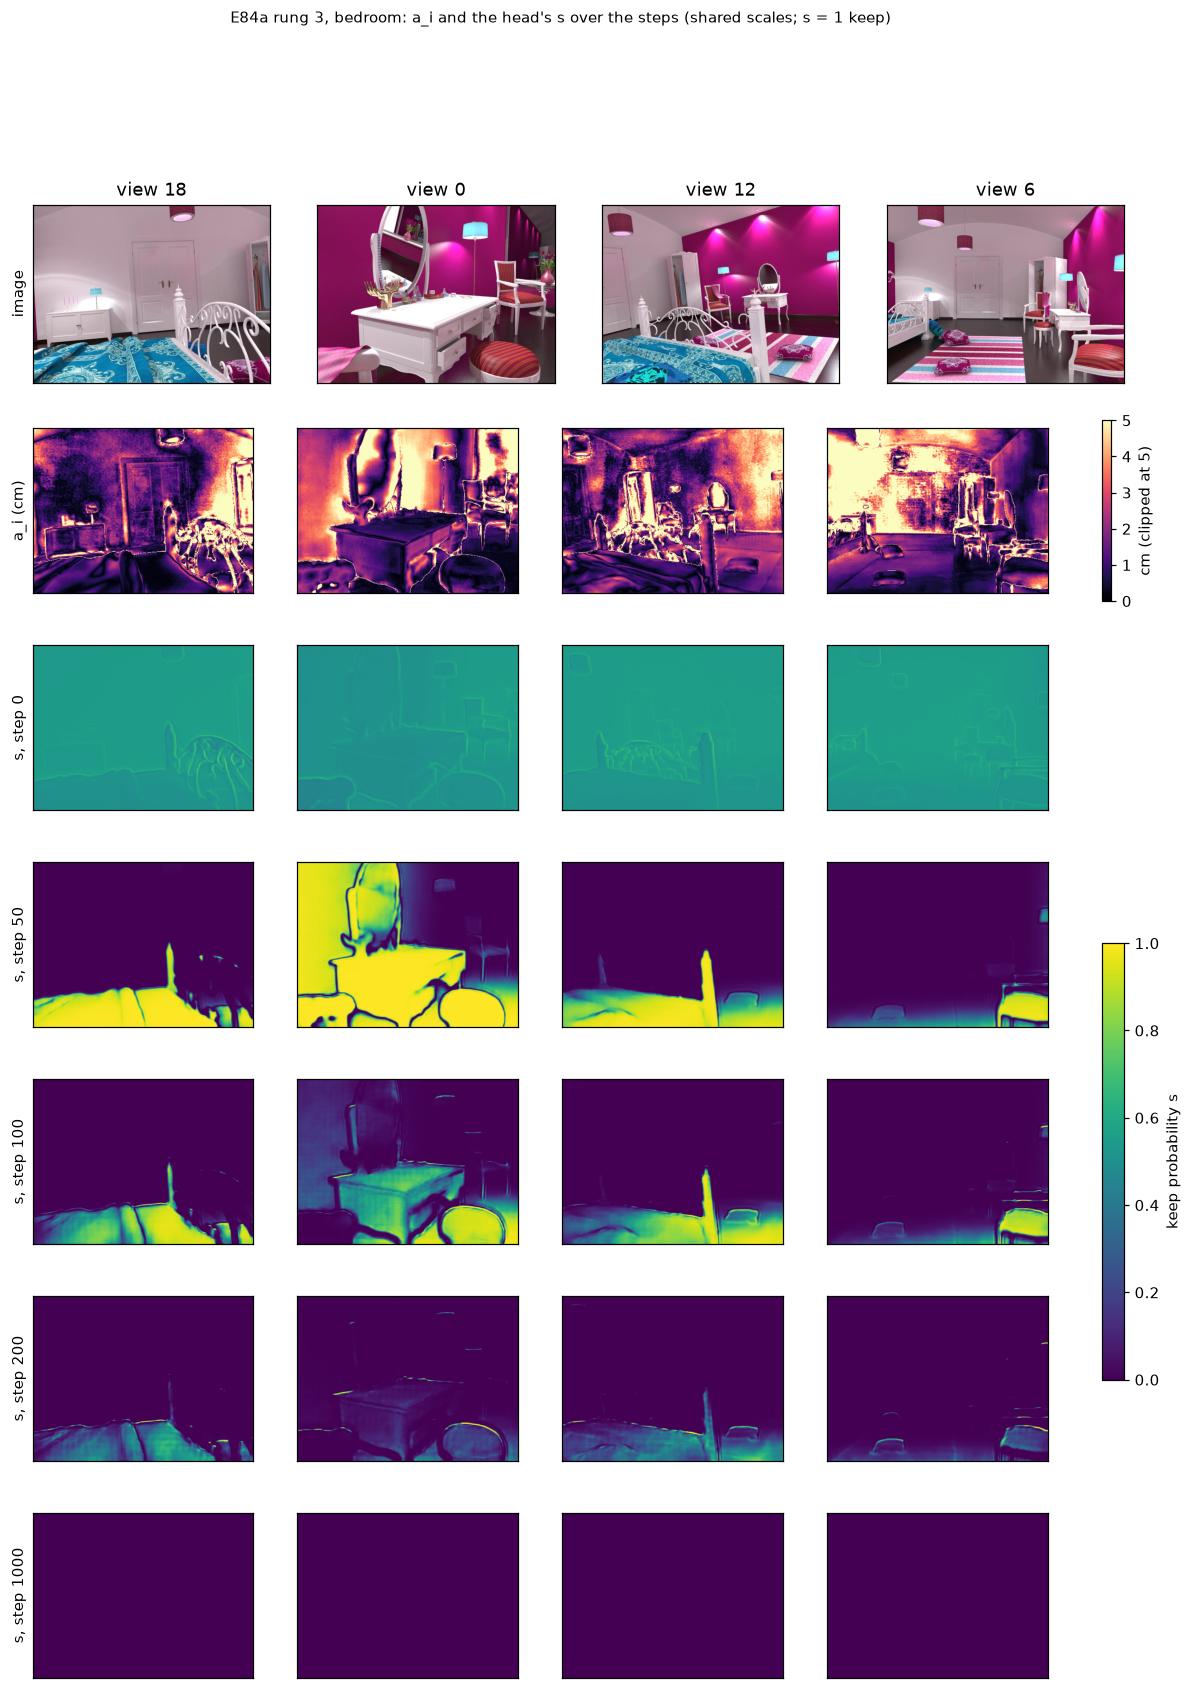 E84a rung 3, bedroom: a_i and the head's s over the steps (shared scales; s = 1 keep)
view 18
view 0
view 12
view 6
image
a_i (cm)
5
4
3
2
1
0
cm (clipped at 5)
s, step 0
s, step 50
s, step 100
s, step 200
s, step 1000
1.0
0.8
0.6
0.4
0.2
0.0
keep probability s